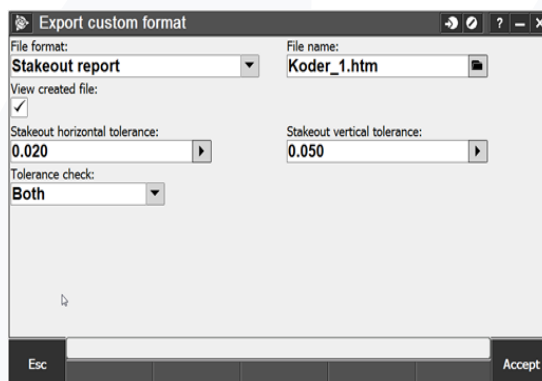 Export custom format
File format:
File name:
Stakeout report
Koder_1.htm
View created file:
Stakeout horizontal tolerance:
Stakeout vertical tolerance:
0.020
0.050
Tolerance check:
Both
Esc
Accept